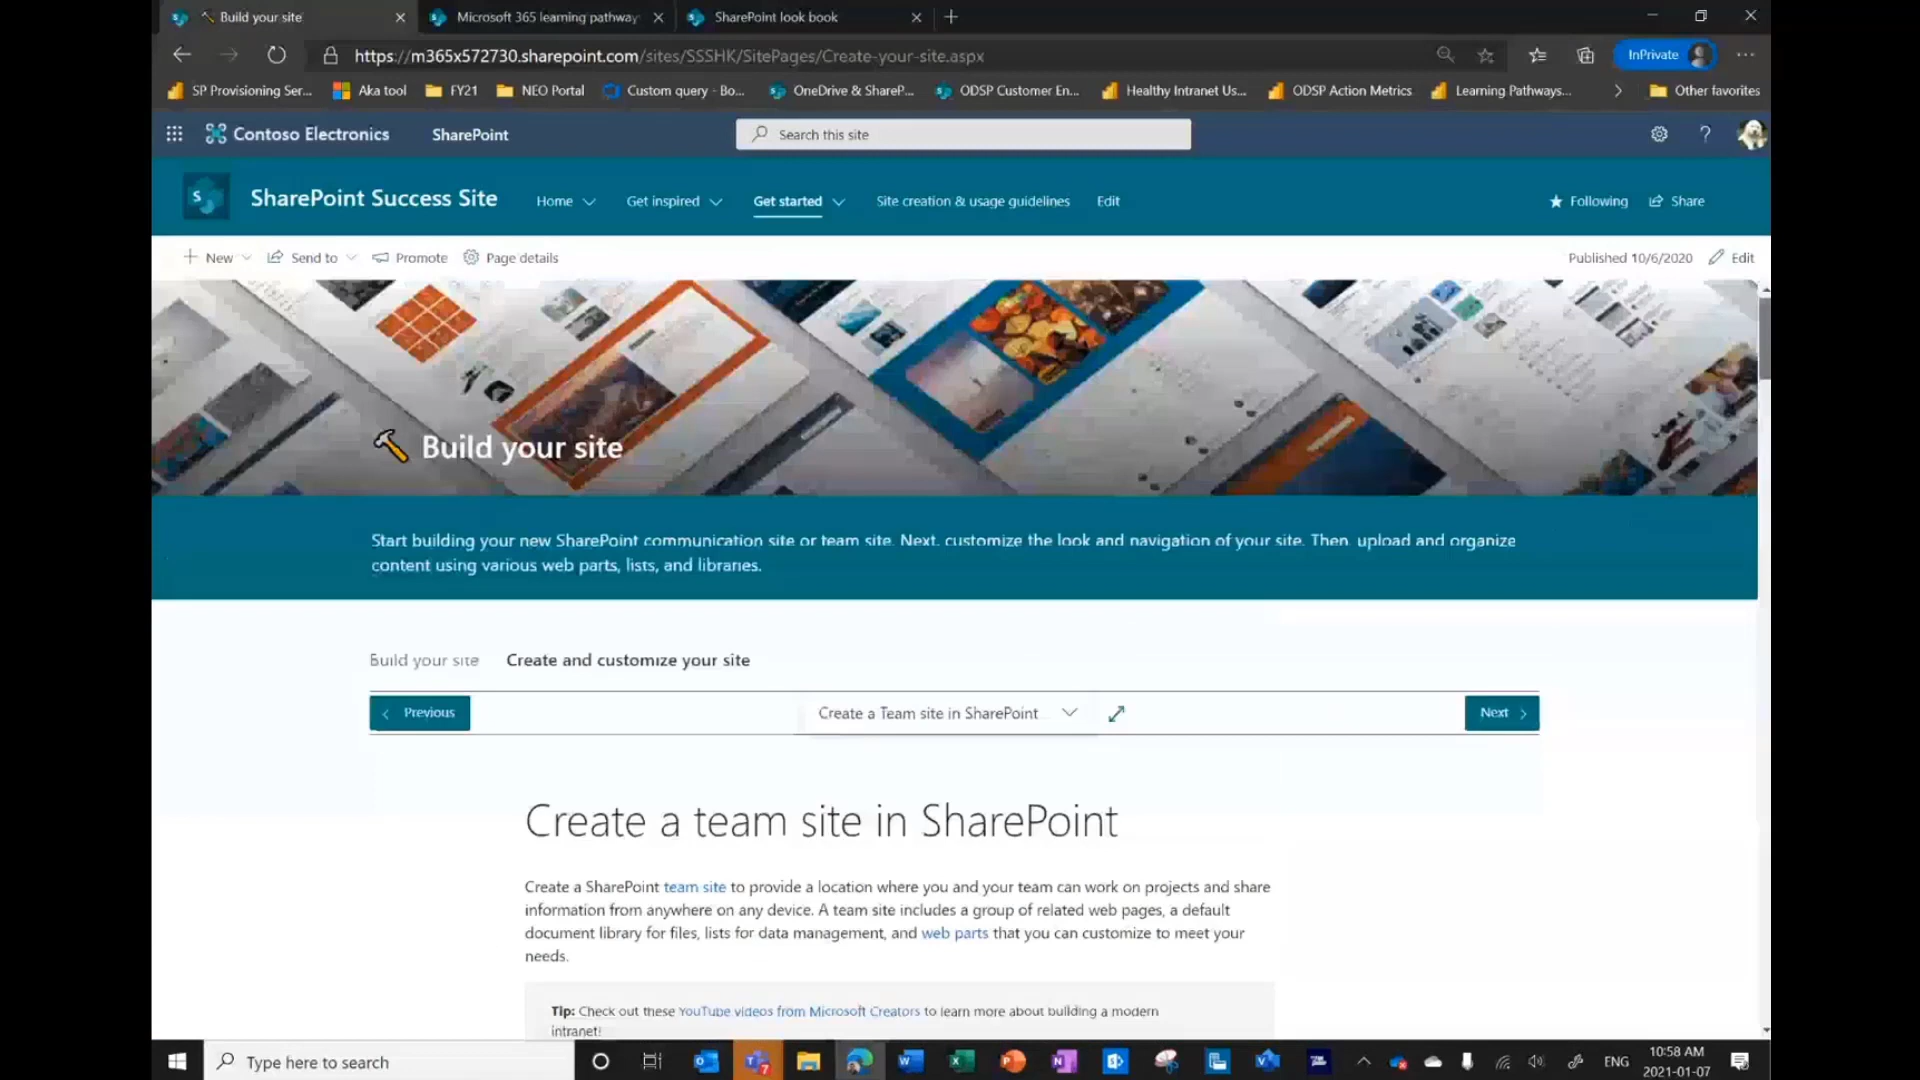 Build your site
Microsoft 365 learning pathway
SharePoint look book
https://m365x572730.sharepoint.com/sites/SSSHK/SitePages/Create-your-site.aspx
InPrivate
SP Provisioning Ser...
Aka tool
FY21
NEO Portal
Custom query - Bo...
OneDrive & ShareP...
ODSP Customer En...
Healthy Intranet Us...
ODSP Action Metrics
Learning Pathways...
Other favorites
Contoso Electronics
SharePoint
Search this site
?
S
SharePoint Success Site
Home
Get inspired
Get started
Site creation & usage guidelines
Edit
Following
Share
New
Send to
Promote
Page details
Published 10/6/2020
Edit
Build your site
Start building your new SharePoint communication site or team site. Next, customize the look and navigation of your site. Then, upload and organize
content using various web parts, lists, and libraries.
Build your site
Create and customize your site
Previous
Create a Team site in SharePoint
Next
Create a team site in SharePoint
Create a SharePoint team site to provide a location where you and your team can work on projects and share
information from anywhere on any device. A team site includes a group of related web pages, a default
document library for files, lists for data management, and web parts that you can customize to meet your
needs.
Tip: Check out these YouTube videos from Microsoft Creators to learn more about building a modern
intranet!
Type here to search
7
ENG
10:58 AM
2021-01-07